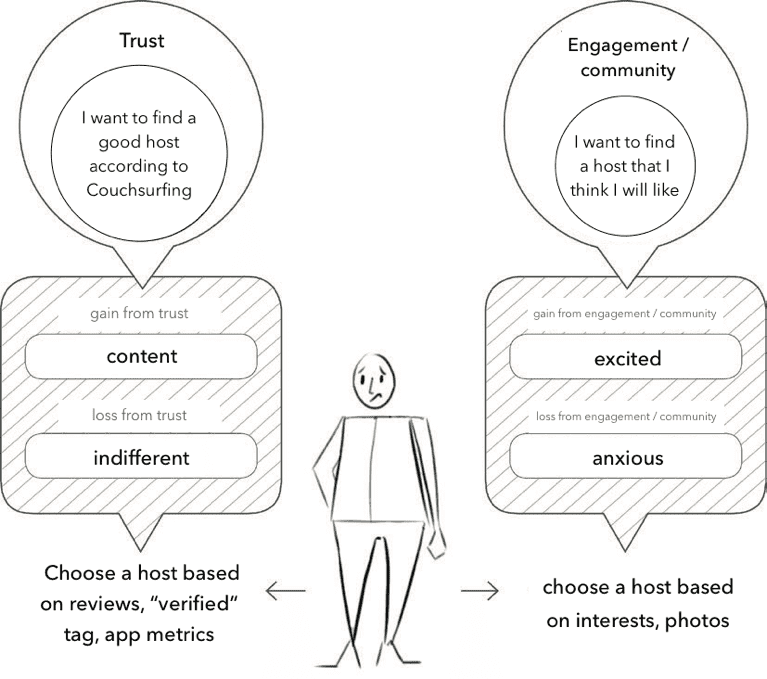 Trust
I want to find a
good host
according to
Couchsurfing
gain from trust
content
loss from trust
indifferent
Choose a host based
on reviews, “verified”
tag, app metrics
Engagement /
community
I want to find
a host that I
think I will like
gain from engagement / community
excited
loss from engagement / community
anxious
choose a host based
on interests, photos